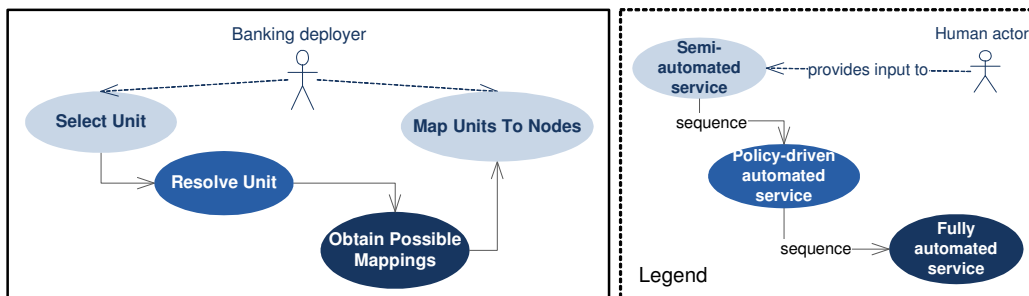 Banking deployer
Select Unit
Map Units To Nodes
Resolve Unit
Obtain Possible
Mappings
Human actor
Semi-
automated
service
provides input to
sequence
Policy-driven
automated
service
sequence
Fully
automated
service
Legend